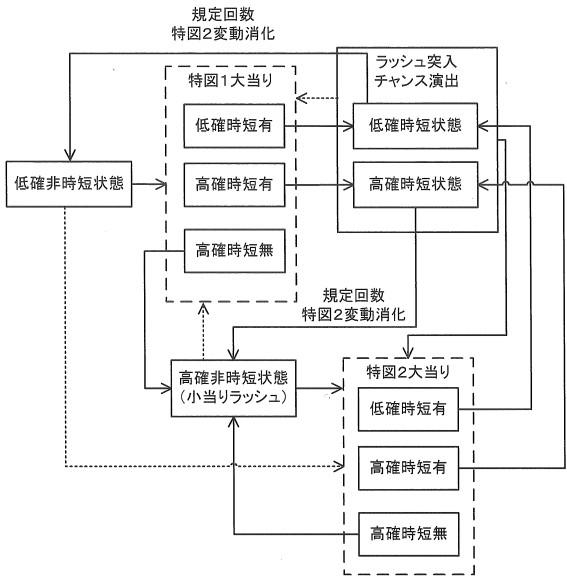 規定回数
特図２変動消化
ラッシュ突入
チャンス演出
特図１大当り
低確時短有
低確時短状態
低確非時短状態
高確時短有
高確時短状態
高確時短無
規定回数
特図２変動消化
高確非時短状態
（小当りラッシュ）
特図２大当り
低確時短有
高確時短有
高確時短無